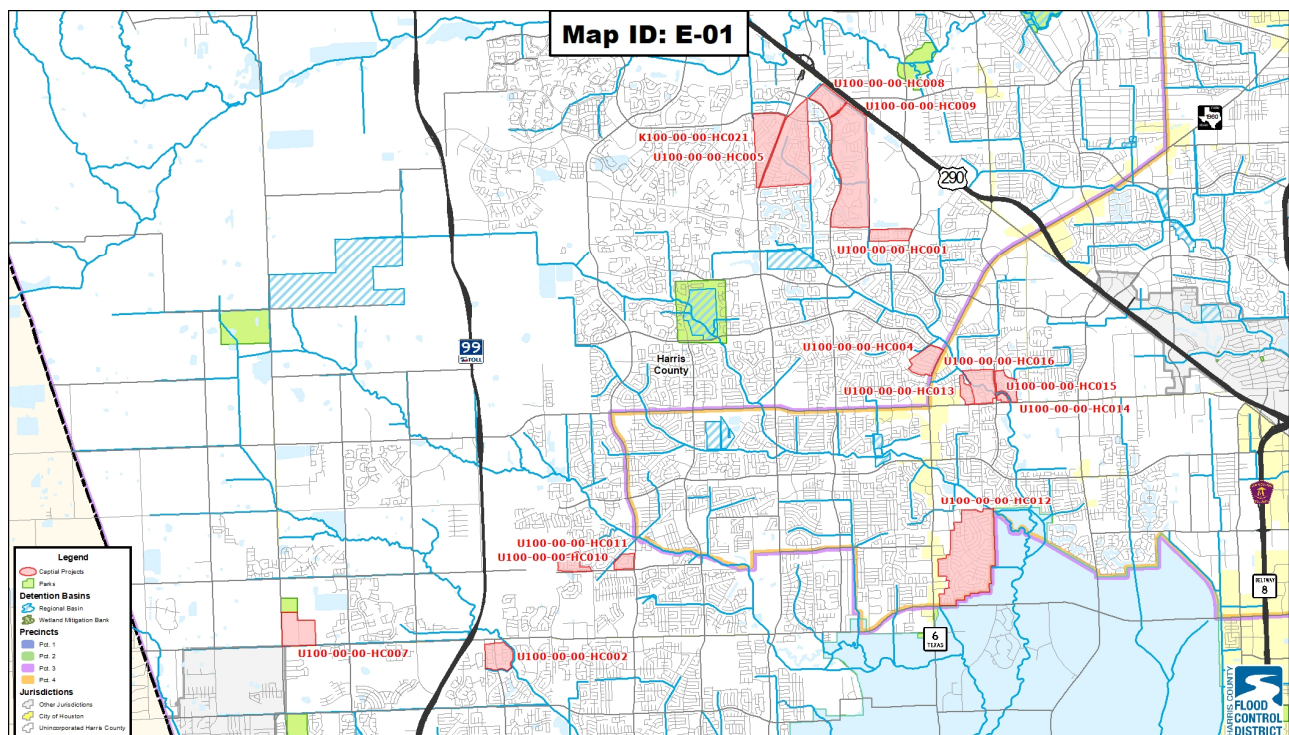 Map ID: E-01
U100-00-00-HC008
U100-00-00-HC009
1960
K100-00-00-HC021
U100-00-00-HC005
290
U100-00-00-HC001
99
TOLL
U100-00-00-HC004
Harris
County
U100-00-00-HC016
U100-00-00-HC015
U100-00-00-HC013
U100-00-00-HC014
U100-00-00-HC012
U100-00-00-HC011
U100-00-00-HC010
BELTWAY
8
6
TEXAS
U100-00-00-HC007
U100-00-00-HC002
Legend
Captial Projects
Parks
Detention Basins
Regional Basin
Wetland Mitigation Bank
Precincts
Pct. 1
Pct. 2
Pct. 3
Pct. 4
Jurisdictions
Other Jurisdictions
City of Houston
Unincorporated Harris County
HARRIS COUNTY
FLOOD
CONTROL
DISTRICT